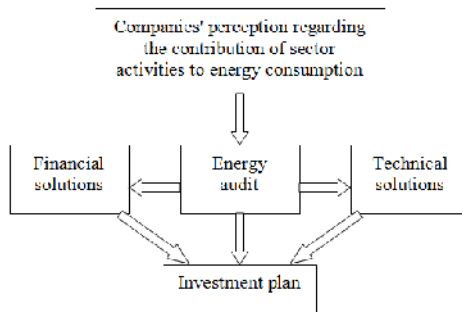 Companies' perception regarding
the contribution of sector
activities to energy consumption
Financial
solutions
Energy
audit
Technical
solutions
Investment plan